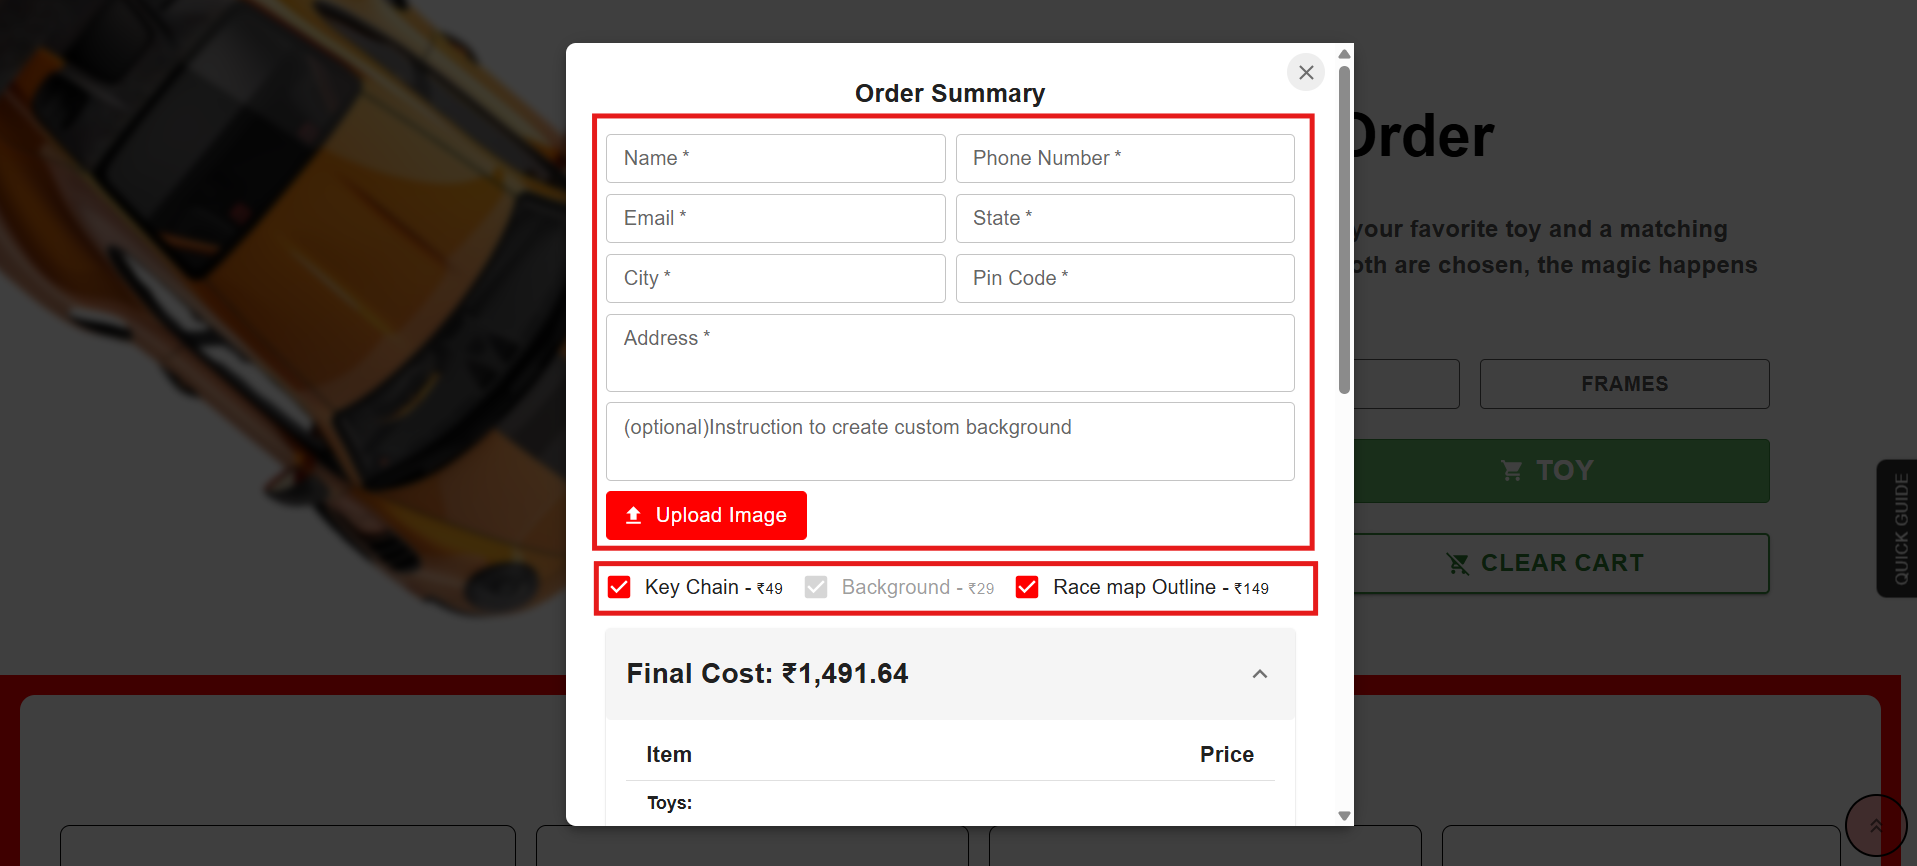 Order Summary
Name *
Phone Number *
Email *
State *
City *
Pin Code *
Address *
(optional)Instruction to create custom background
Upload Image
Key Chain - ₹49
Background - ₹29
Race map Outline - ₹149
Final Cost: ₹1,491.64
Item
Price
Toys:
Order
your favorite toy and a matching
oth are chosen, the magic happens
FRAMES
TOY
CLEAR CART
QUICK GUIDE